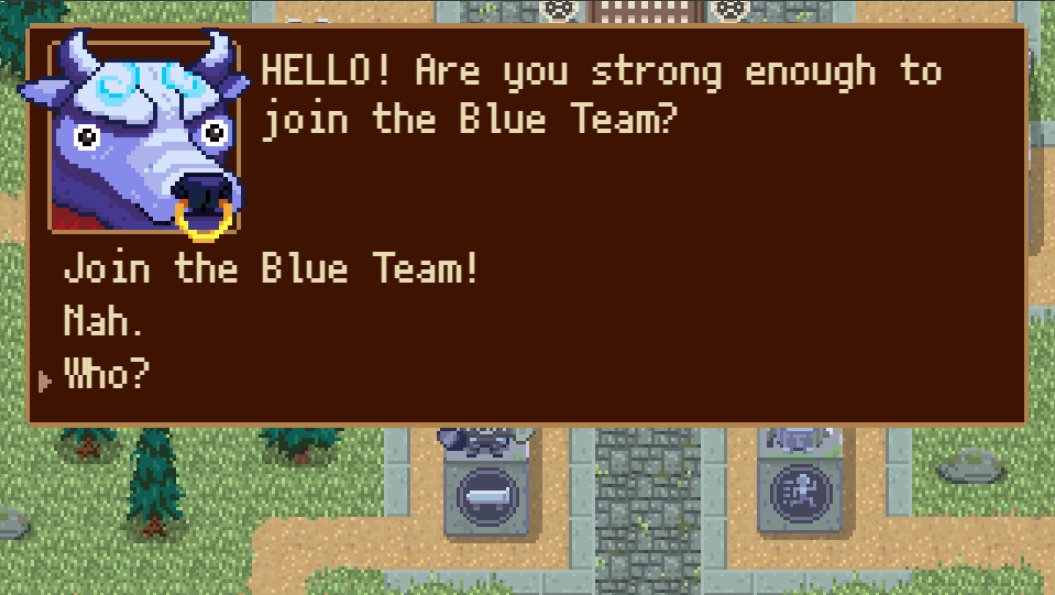 HELLO! Are you strong enough to
join the Blue Team?
Join the Blue Team!
Nah.
Who?